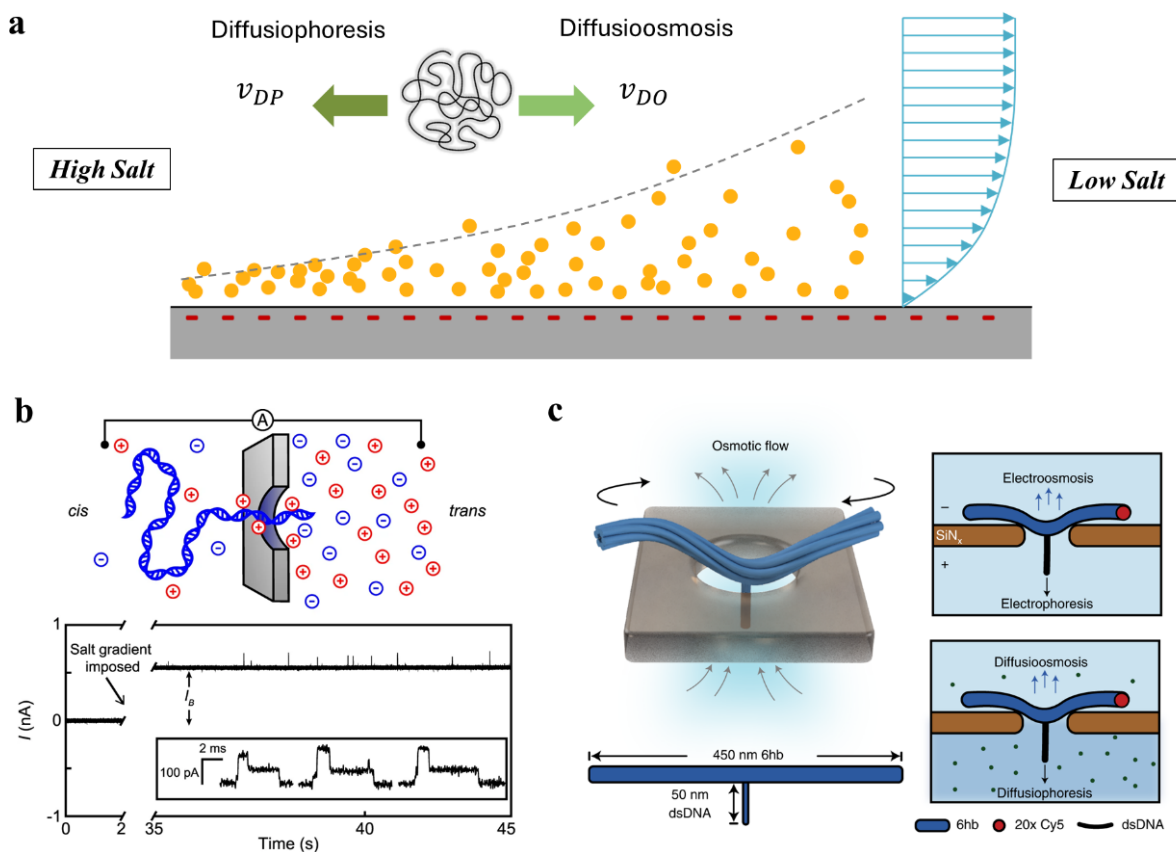 a
Diffusiophoresis
Diffusioosmosis
v_DP
v_DO
High Salt
Low Salt
b
A
cis
trans
1
0
-1
I (nA)
Salt gradient
imposed
I_B
2 ms
100 pA
0
2
35
40
45
Time (s)
c
Osmotic flow
450 nm 6hb
50 nm
dsDNA
Electroosmosis
−
SiNx
+
Electrophoresis
Diffusioosmosis
Diffusiophoresis
6hb
20x Cy5
dsDNA